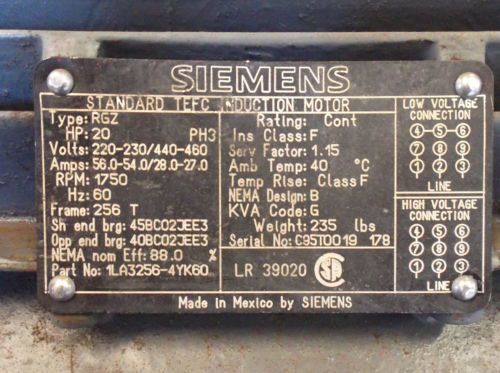 SIEMENS
STANDARD TEFC INDUCTION MOTOR
Type: RGZ
HP: 20 PH3
Volts: 220-230/440-460
Amps: 56.0-54.0/28.0-27.0
RPM: 1750
Hz: 60
Frame: 256 T
Sh end brg: 45BC02JEE3
Opp end brg: 40BC02JEE3
NEMA nom Eff: 88.0 %
Part No: 1LA3256-4YK60
Rating: Cont
Ins Class: F
Serv Factor: 1.15
Amb Temp: 40 °C
Temp Rise: Class F
NEMA Design: B
KVA Code: G
Weight: 235 lbs
Serial No: C95T0019 178
LR 39020 SP
LOW VOLTAGE
CONNECTION
4-5-6
7 8 9
1 2 3
LINE
HIGH VOLTAGE
CONNECTION
4 5 6
7 8 9
1 2 3
LINE
Made in Mexico by SIEMENS